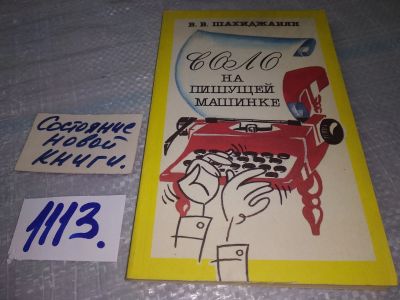 В. В. ШАХИДЖАНЯН
СОЛО
НА
ПИШУЩЕЙ
МАШИНКЕ
Состояние
новой
книги.
1113.